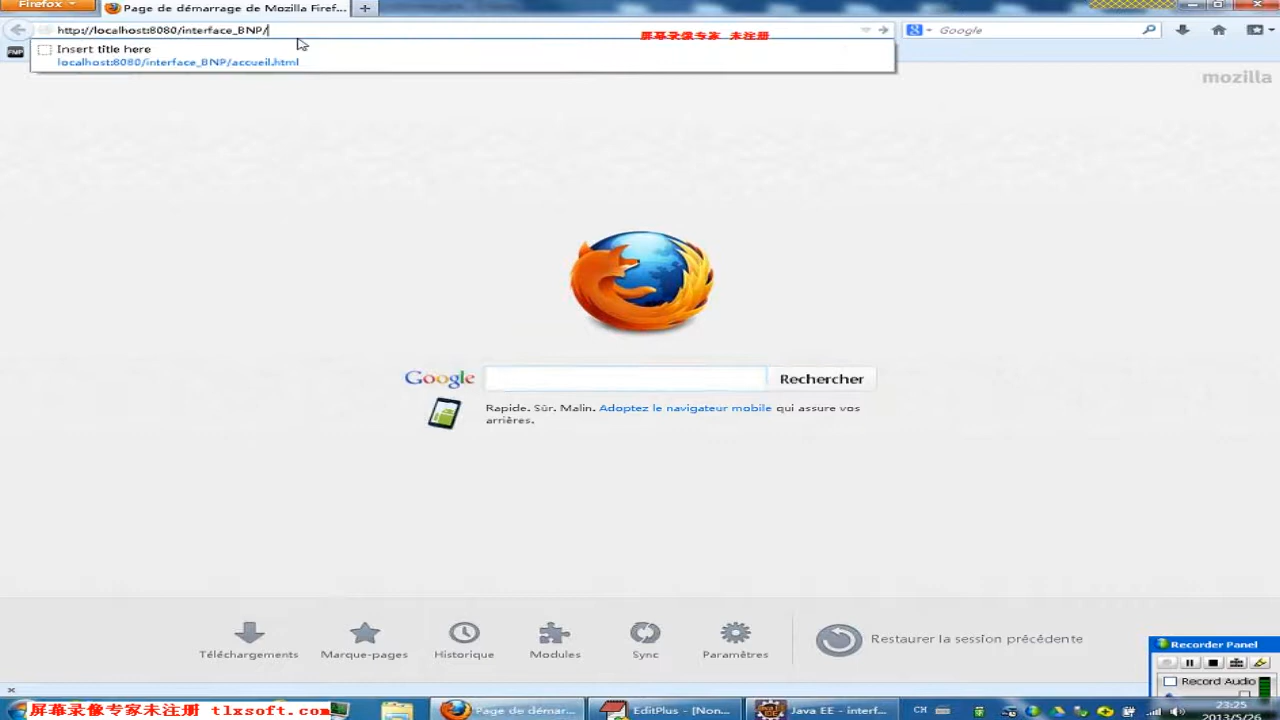 Firefox
Page de démarrage de Mozilla Firef...
http://localhost:8080/interface_BNP/
屏幕录像专家 未注册
Google
FNP
Insert title here
localhost:8080/interface_BNP/accueil.html
mozilla
Google
Rechercher
Rapide. Sûr. Malin. Adoptez le navigateur mobile qui assure vos
arrières.
Téléchargements
Marque-pages
Historique
Modules
Sync
Paramètres
Restaurer la session précédente
Recorder Panel
Record Audio
屏幕录像专家未注册 tlxsoft.com
Page de démar...
EditPlus - [Non...
Java EE - interf...
CH
23:25
2013/5/26